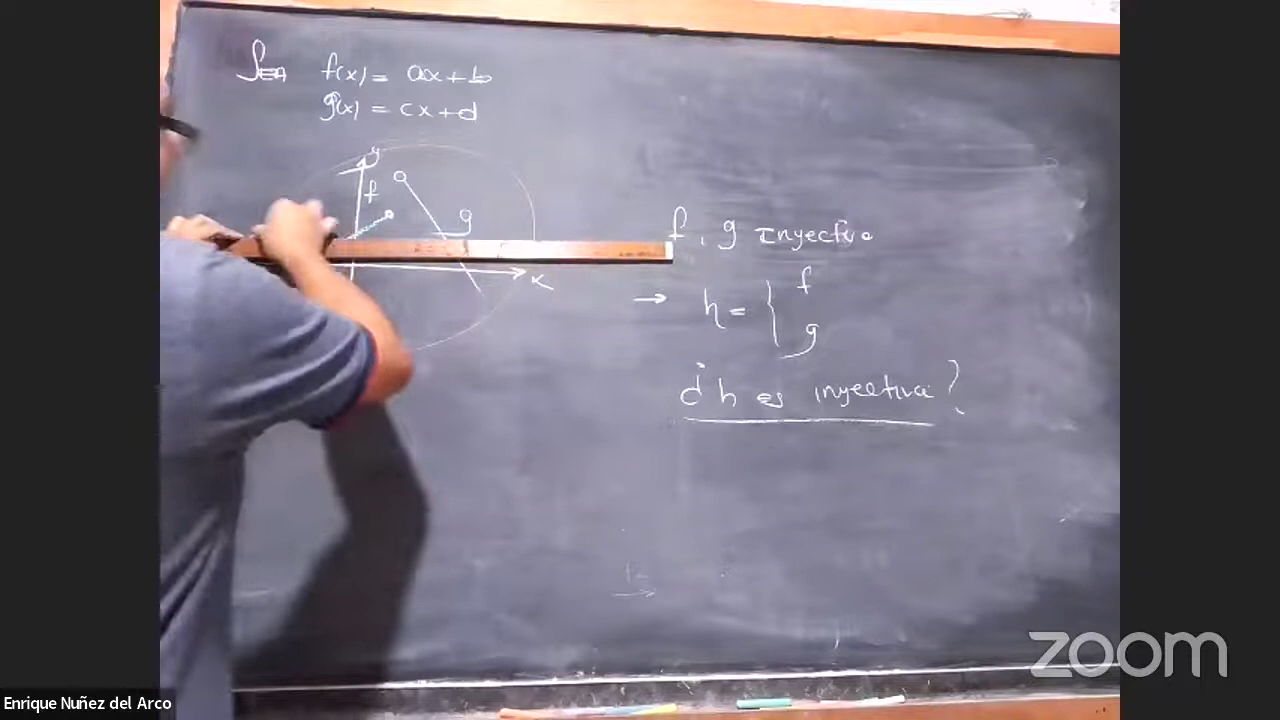 Sea f(x) = ax + b
g(x) = cx + d
y
f
g
x
f, g Inyectiva
→ h = { f
g
¿ h es inyectiva ?
zoom
Enrique Nuñez del Arco